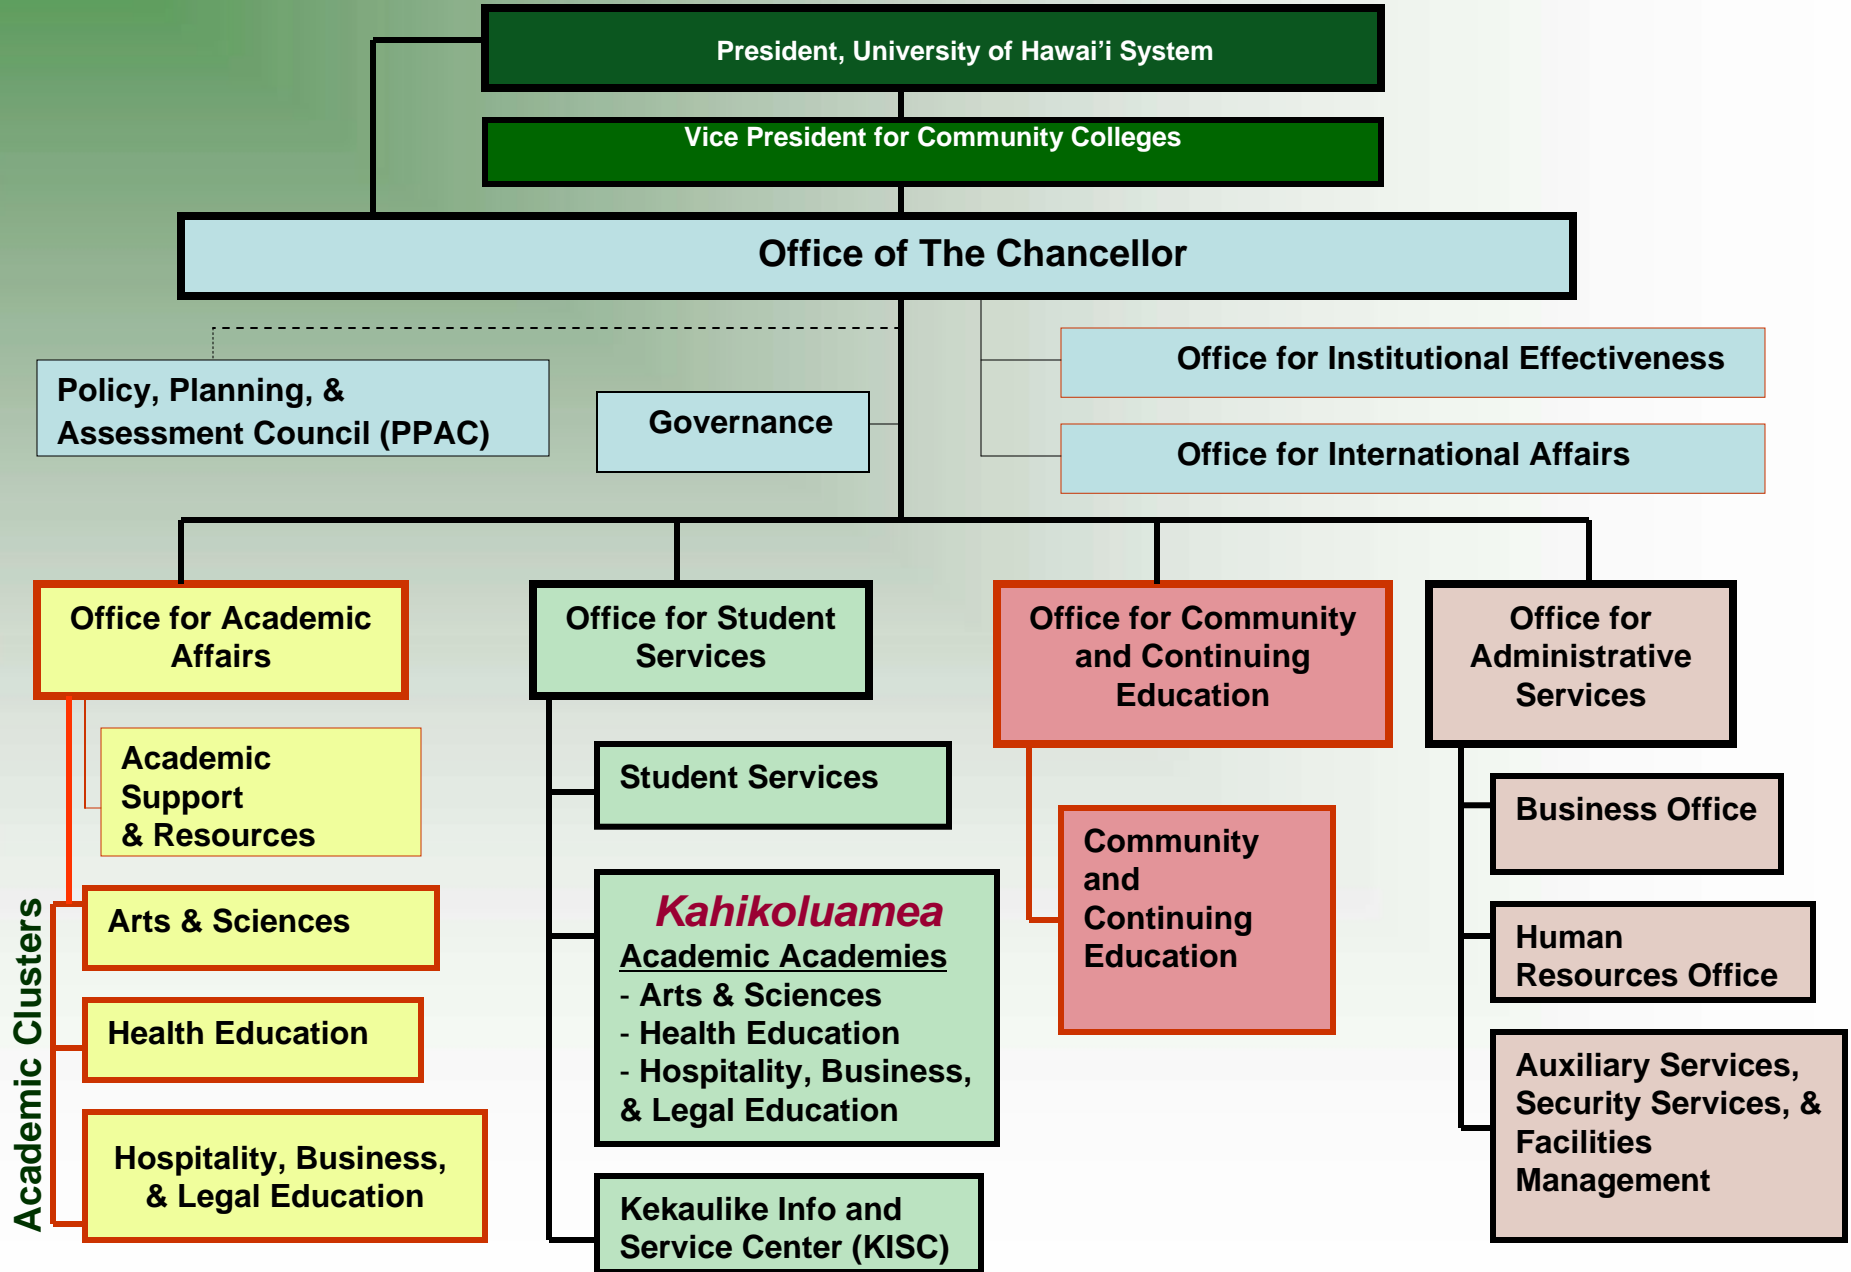 President, University of Hawai’i System
Vice President for Community Colleges
Office of The Chancellor
Policy, Planning, &
Assessment Council (PPAC)
Governance
Office for Institutional Effectiveness
Office for International Affairs
Office for Academic
Affairs
Academic
Support
& Resources
Academic Clusters
Arts & Sciences
Health Education
Hospitality, Business,
& Legal Education
Office for Student
Services
Student Services
Kahikoluamea
Academic Academies
- Arts & Sciences
- Health Education
- Hospitality, Business,
& Legal Education
Kekaulike Info and
Service Center (KISC)
Office for Community
and Continuing
Education
Community
and
Continuing
Education
Office for
Administrative
Services
Business Office
Human
Resources Office
Auxiliary Services,
Security Services, &
Facilities
Management